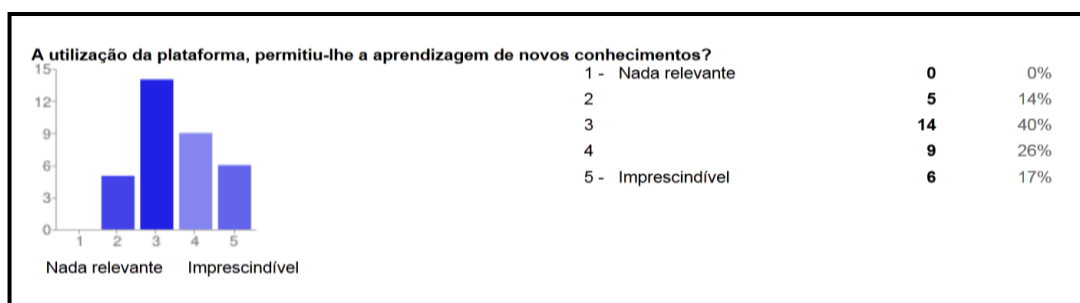 A utilização da plataforma, permitiu-lhe a aprendizagem de novos conhecimentos?
15
12
9
6
3
0
1 2 3 4 5
Nada relevante Imprescindível
1 - Nada relevante 0 0%
2 5 14%
3 14 40%
4 9 26%
5 - Imprescindível 6 17%